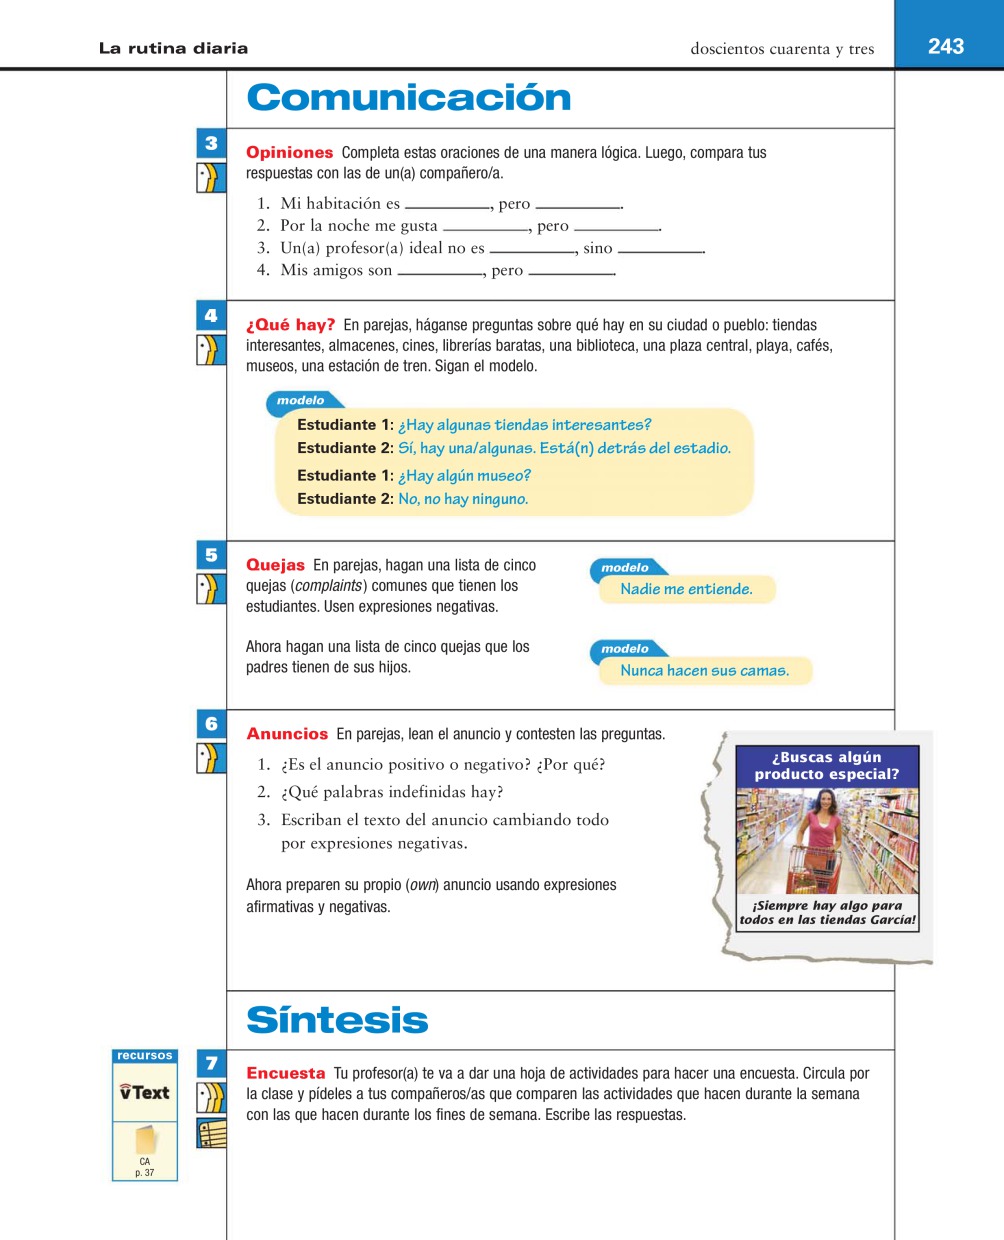 La rutina diaria
doscientos cuarenta y tres
243
Comunicación
3
Opiniones Completa estas oraciones de una manera lógica. Luego, compara tus
respuestas con las de un(a) compañero/a.
1. Mi habitación es __________, pero __________.
2. Por la noche me gusta __________, pero __________.
3. Un(a) profesor(a) ideal no es __________, sino __________.
4. Mis amigos son __________, pero __________.
4
¿Qué hay? En parejas, háganse preguntas sobre qué hay en su ciudad o pueblo: tiendas
interesantes, almacenes, cines, librerías baratas, una biblioteca, una plaza central, playa, cafés,
museos, una estación de tren. Sigan el modelo.
modelo
Estudiante 1: ¿Hay algunas tiendas interesantes?
Estudiante 2: Sí, hay una/algunas. Está(n) detrás del estadio.
Estudiante 1: ¿Hay algún museo?
Estudiante 2: No, no hay ninguno.
5
Quejas En parejas, hagan una lista de cinco
quejas (complaints) comunes que tienen los
estudiantes. Usen expresiones negativas.
modelo
Nadie me entiende.
Ahora hagan una lista de cinco quejas que los
padres tienen de sus hijos.
modelo
Nunca hacen sus camas.
6
Anuncios En parejas, lean el anuncio y contesten las preguntas.
1. ¿Es el anuncio positivo o negativo? ¿Por qué?
2. ¿Qué palabras indefinidas hay?
3. Escriban el texto del anuncio cambiando todo
por expresiones negativas.
Ahora preparen su propio (own) anuncio usando expresiones
afirmativas y negativas.
¿Buscas algún
producto especial?
¡Siempre hay algo para
todos en las tiendas García!
Síntesis
recursos
vText
CA
p. 37
7
Encuesta Tu profesor(a) te va a dar una hoja de actividades para hacer una encuesta. Circula por
la clase y pídeles a tus compañeros/as que comparen las actividades que hacen durante la semana
con las que hacen durante los fines de semana. Escribe las respuestas.